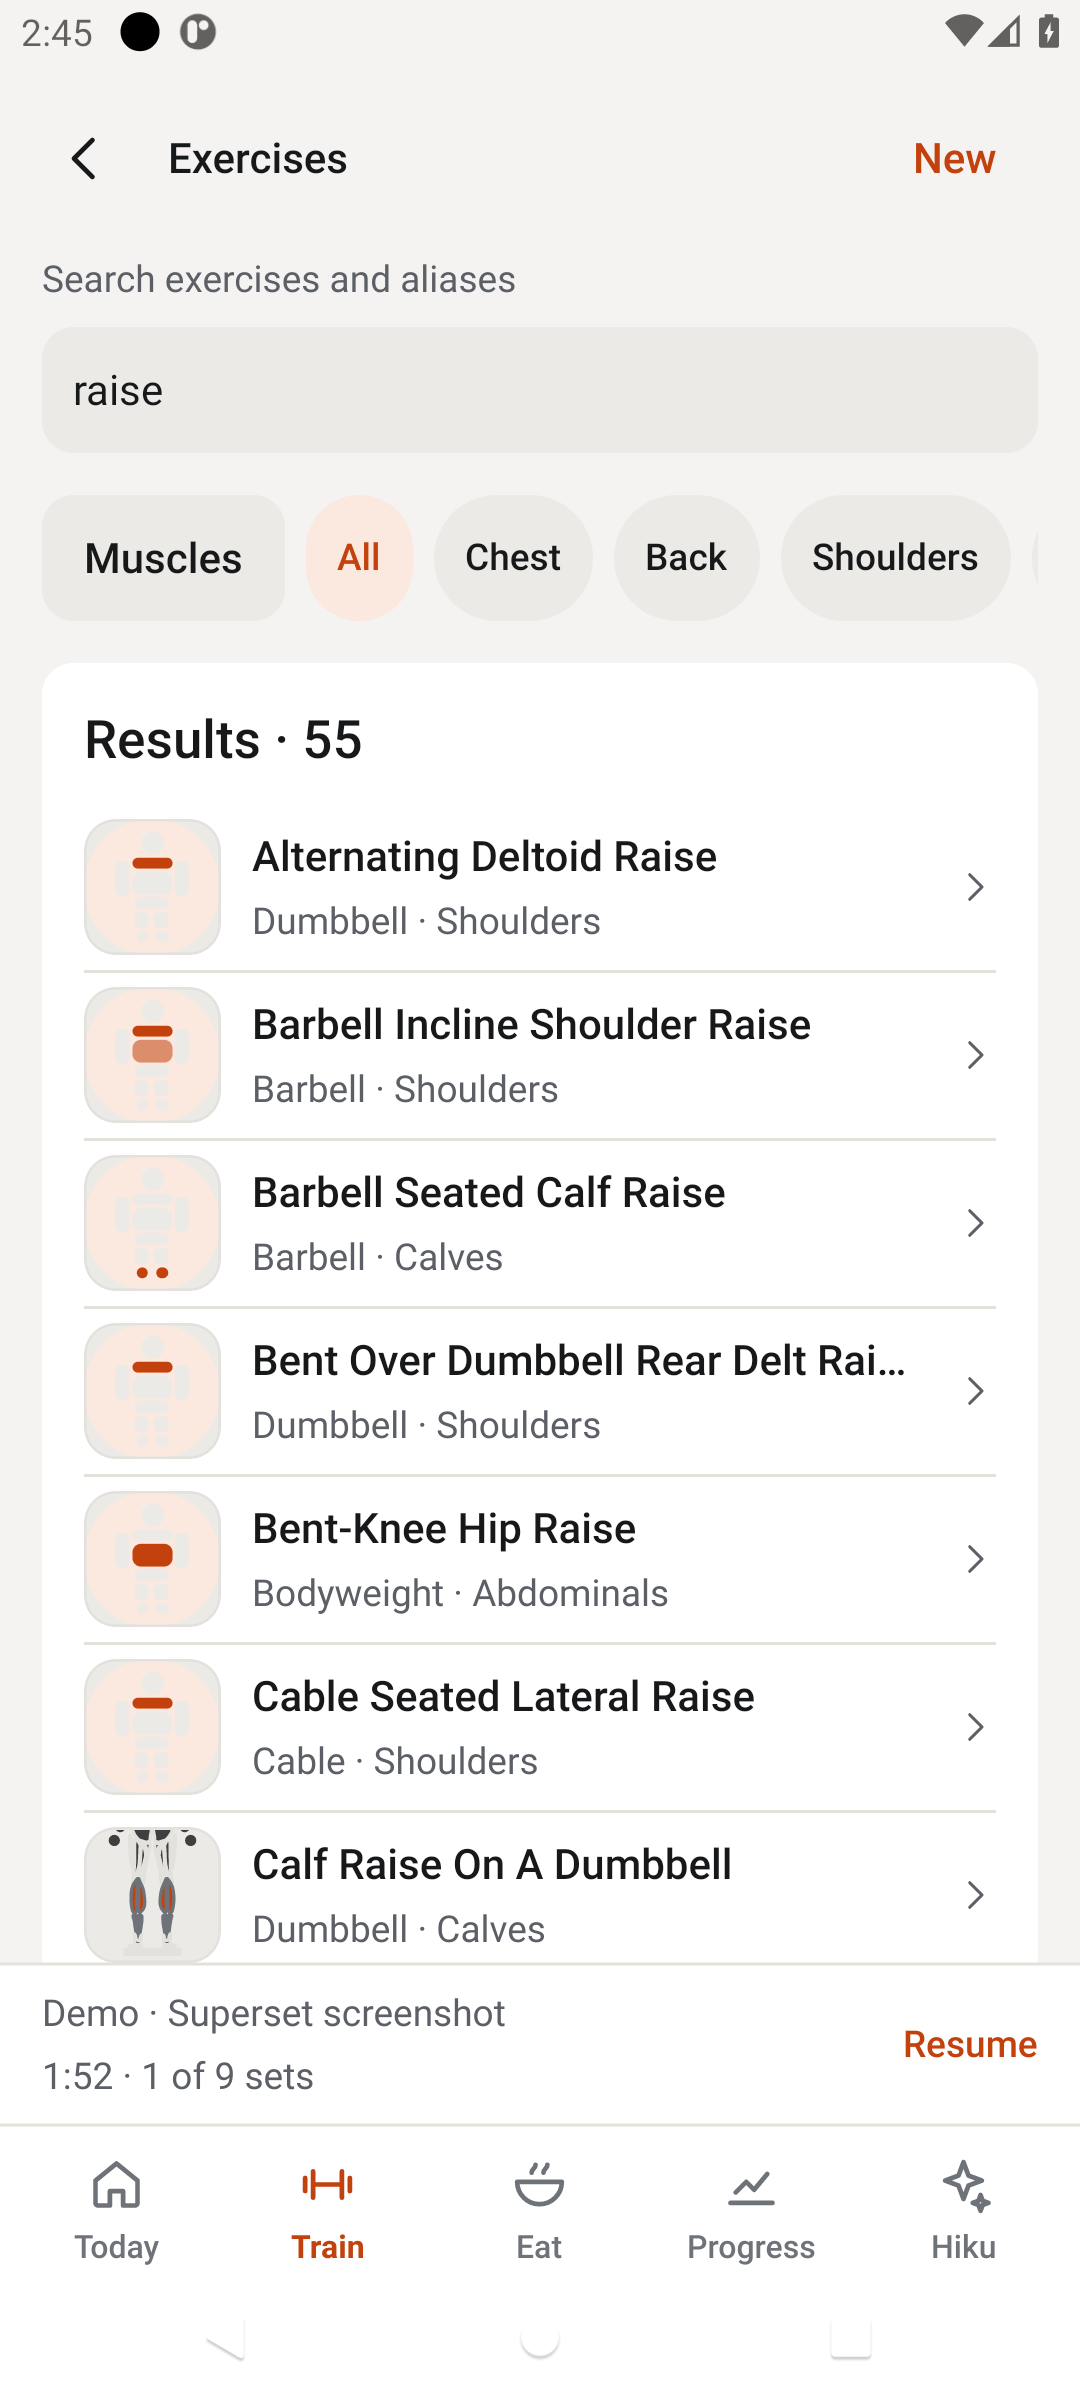 2:45
Exercises
New
Search exercises and aliases
raise
Muscles
All
Chest
Back
Shoulders
Results · 55
Alternating Deltoid Raise
Dumbbell · Shoulders
Barbell Incline Shoulder Raise
Barbell · Shoulders
Barbell Seated Calf Raise
Barbell · Calves
Bent Over Dumbbell Rear Delt Rai...
Dumbbell · Shoulders
Bent-Knee Hip Raise
Bodyweight · Abdominals
Cable Seated Lateral Raise
Cable · Shoulders
Calf Raise On A Dumbbell
Dumbbell · Calves
Demo · Superset screenshot
1:52 · 1 of 9 sets
Resume
Today
Train
Eat
Progress
Hiku